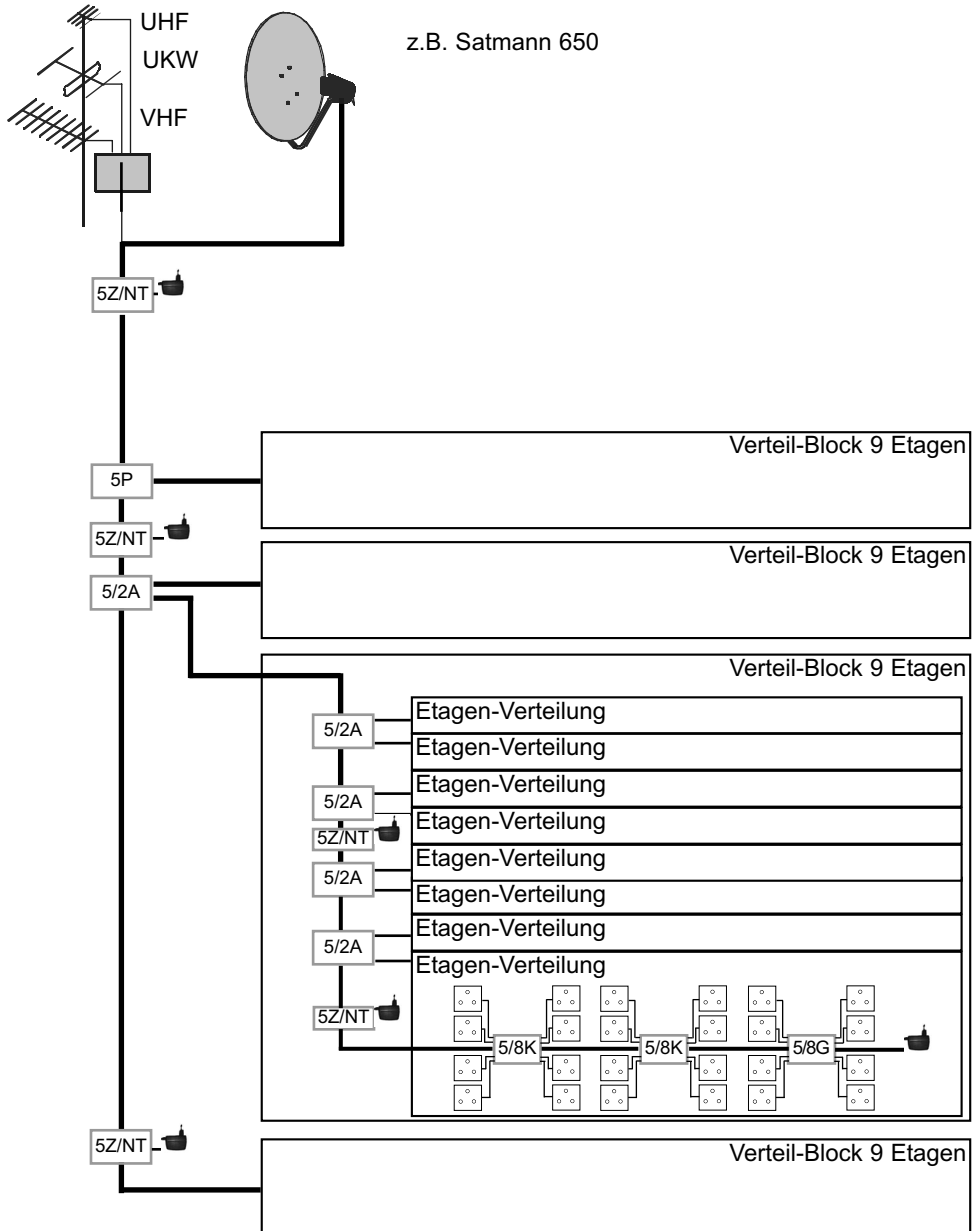 UHF
z.B. Satmann 650
UKW
VHF
5Z/NT
Verteil-Block 9 Etagen
5P
5Z/NT
Verteil-Block 9 Etagen
5/2A
Verteil-Block 9 Etagen
Etagen-Verteilung
5/2A
Etagen-Verteilung
Etagen-Verteilung
5/2A
Etagen-Verteilung
5Z/NT
Etagen-Verteilung
5/2A
Etagen-Verteilung
Etagen-Verteilung
5/2A
Etagen-Verteilung
5Z/NT
5/8K
5/8K
5/8G
5Z/NT
Verteil-Block 9 Etagen